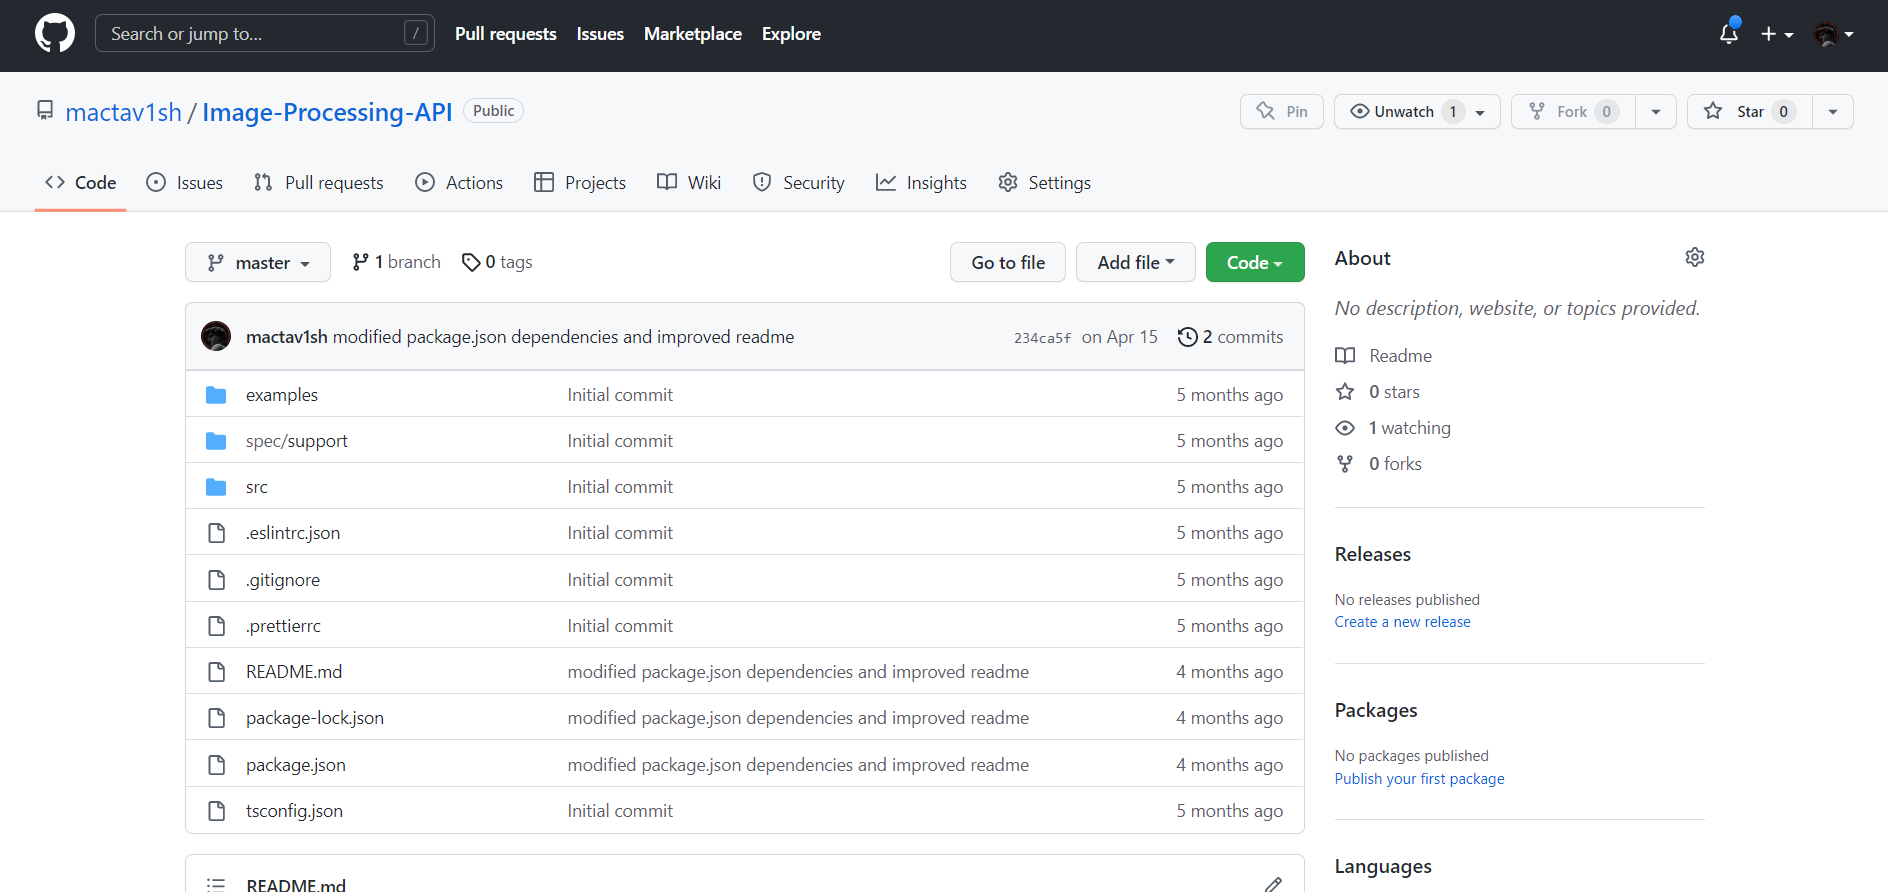 Search or jump to... /
Pull requests Issues Marketplace Explore
mactav1sh / Image-Processing-API Public
Pin Unwatch 1 Fork 0 Star 0
Code Issues Pull requests Actions Projects Wiki Security Insights Settings
master 1 branch 0 tags Go to file Add file Code
mactav1sh modified package.json dependencies and improved readme 234ca5f on Apr 15 2 commits
examples Initial commit 5 months ago
spec/support Initial commit 5 months ago
src Initial commit 5 months ago
.eslintrc.json Initial commit 5 months ago
.gitignore Initial commit 5 months ago
.prettierrc Initial commit 5 months ago
README.md modified package.json dependencies and improved readme 4 months ago
package-lock.json modified package.json dependencies and improved readme 4 months ago
package.json modified package.json dependencies and improved readme 4 months ago
tsconfig.json Initial commit 5 months ago
README.md
About
No description, website, or topics provided.
Readme
0 stars
1 watching
0 forks
Releases
No releases published
Create a new release
Packages
No packages published
Publish your first package
Languages